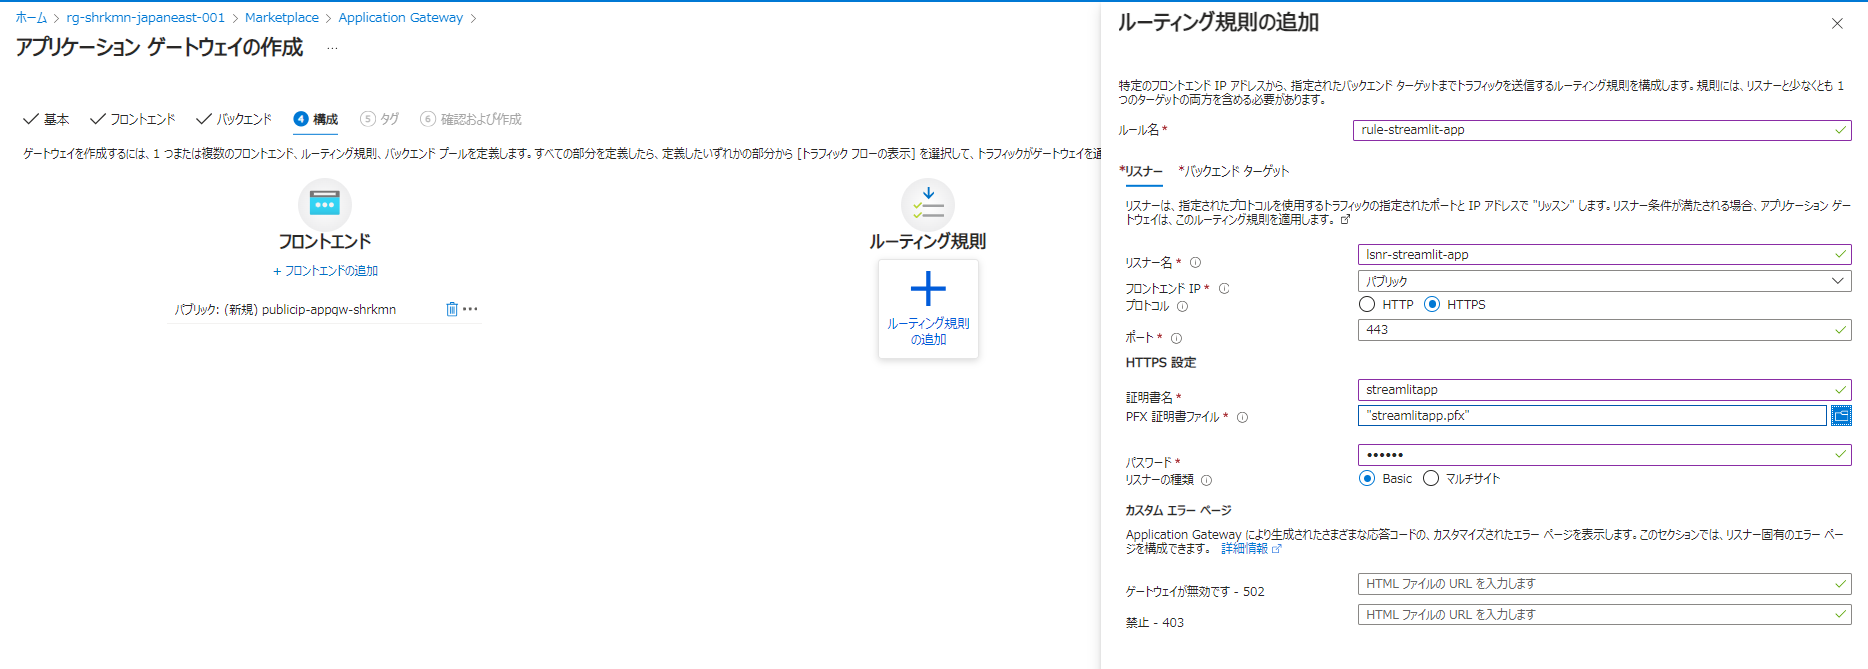 ホーム > rg-shrkmn-japaneast-001 > Marketplace > Application Gateway >
アプリケーション ゲートウェイの作成 …
基本 フロントエンド バックエンド 4 構成 5 タグ 6 確認および作成
ゲートウェイを作成するには、1 つまたは複数のフロントエンド、ルーティング規則、バックエンド プールを定義します。すべての部分を定義したら、定義したいずれかの部分から [トラフィック フローの表示] を選択して、トラフィックがゲートウェイを通
フロントエンド
+ フロントエンドの追加
パブリック: (新規) publicip-appgw-shrkmn
ルーティング規則
ルーティング規則
の追加
ルーティング規則の追加
特定のフロントエンド IP アドレスから、指定されたバックエンド ターゲットまでトラフィックを送信するルーティング規則を構成します。規則には、リスナーと少なくとも 1
つのターゲットの両方を含める必要があります。
ルール名 * rule-streamlit-app
*リスナー *バックエンド ターゲット
リスナーは、指定されたプロトコルを使用するトラフィックの指定されたポートと IP アドレスで "リッスン" します。リスナー条件が満たされる場合、アプリケーション ゲー
トウェイは、このルーティング規則を適用します。
リスナー名 * lsnr-streamlit-app
フロントエンド IP * パブリック
プロトコル HTTP HTTPS
ポート * 443
HTTPS 設定
証明書名 * streamlitapp
PFX 証明書ファイル * "streamlitapp.pfx"
パスワード * ••••••
リスナーの種類 Basic マルチサイト
カスタム エラー ページ
Application Gateway により生成されたさまざまな応答コードの、カスタマイズされたエラー ページを表示します。このセクションでは、リスナー固有のエラー ペー
ジを構成できます。 詳細情報
ゲートウェイが無効です - 502 HTML ファイルの URL を入力します
禁止 - 403 HTML ファイルの URL を入力します